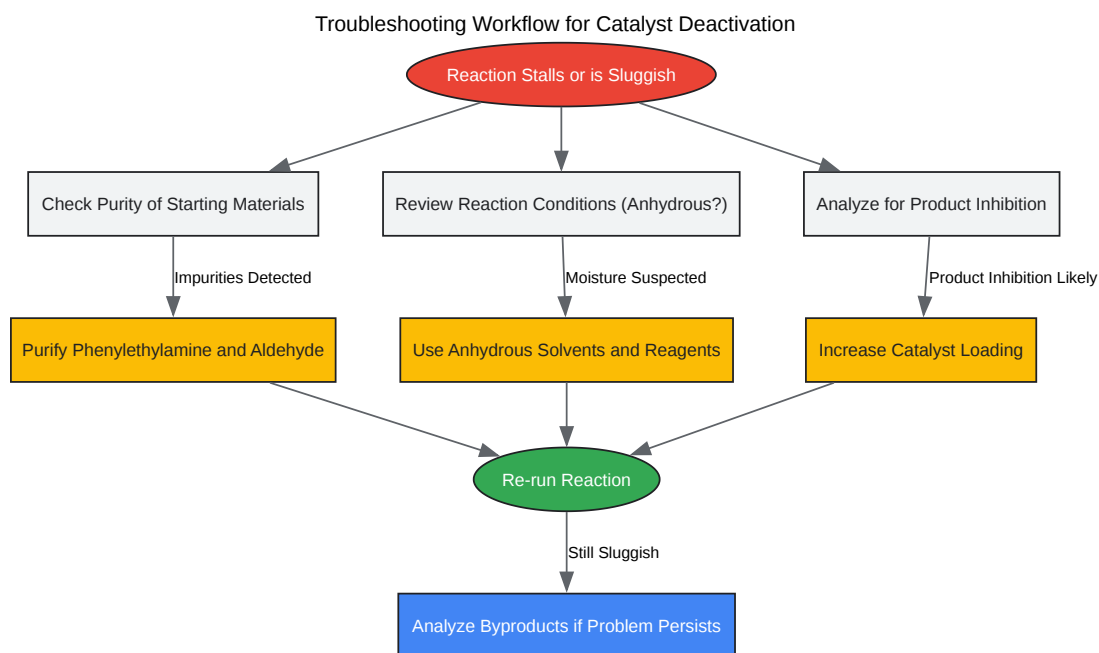 Troubleshooting Workflow for Catalyst Deactivation
Reaction Stalls or is Sluggish
Check Purity of Starting Materials
Review Reaction Conditions (Anhydrous?)
Analyze for Product Inhibition
Impurities Detected
Moisture Suspected
Product Inhibition Likely
Purify Phenylethylamine and Aldehyde
Use Anhydrous Solvents and Reagents
Increase Catalyst Loading
Re-run Reaction
Still Sluggish
Analyze Byproducts if Problem Persists